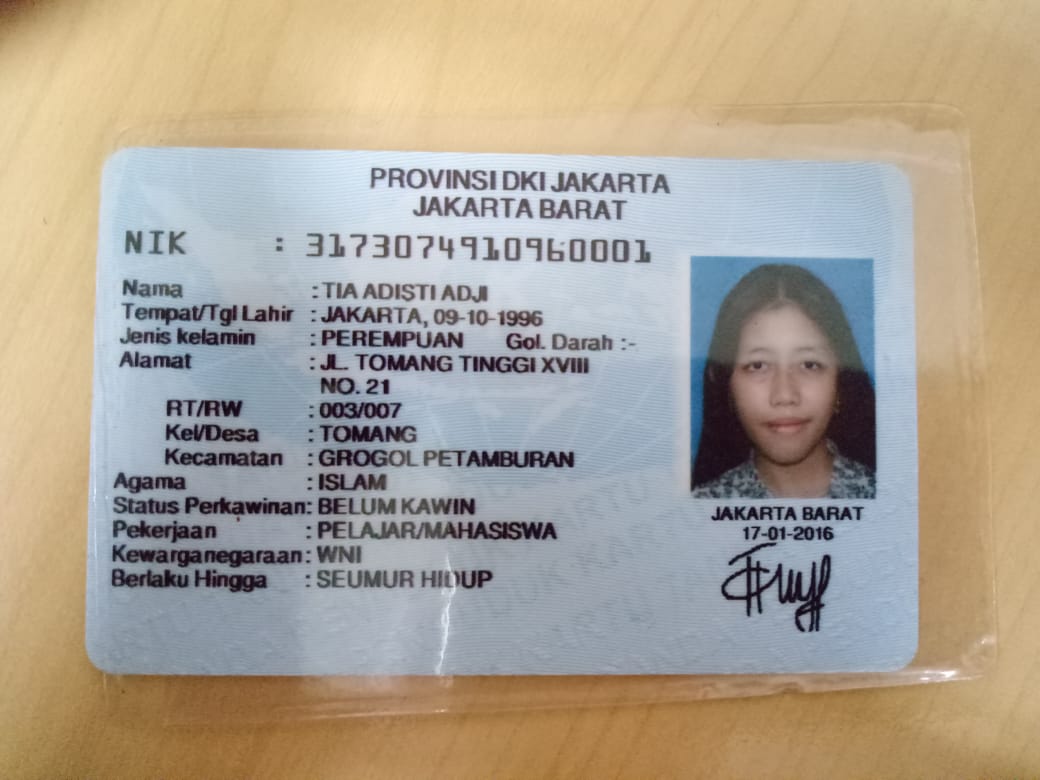 PROVINSI DKI JAKARTA
JAKARTA BARAT
NIK : 3173074910960001
Nama : TIA ADISTI ADJI
Tempat/Tgl Lahir : JAKARTA, 09-10-1996
Jenis kelamin : PEREMPUAN Gol. Darah :-
Alamat : JL. TOMANG TINGGI XVIII
NO. 21
RT/RW : 003/007
Kel/Desa : TOMANG
Kecamatan : GROGOL PETAMBURAN
Agama : ISLAM
Status Perkawinan: BELUM KAWIN
Pekerjaan : PELAJAR/MAHASISWA
Kewarganegaraan: WNI
Berlaku Hingga : SEUMUR HIDUP
JAKARTA BARAT
17-01-2016